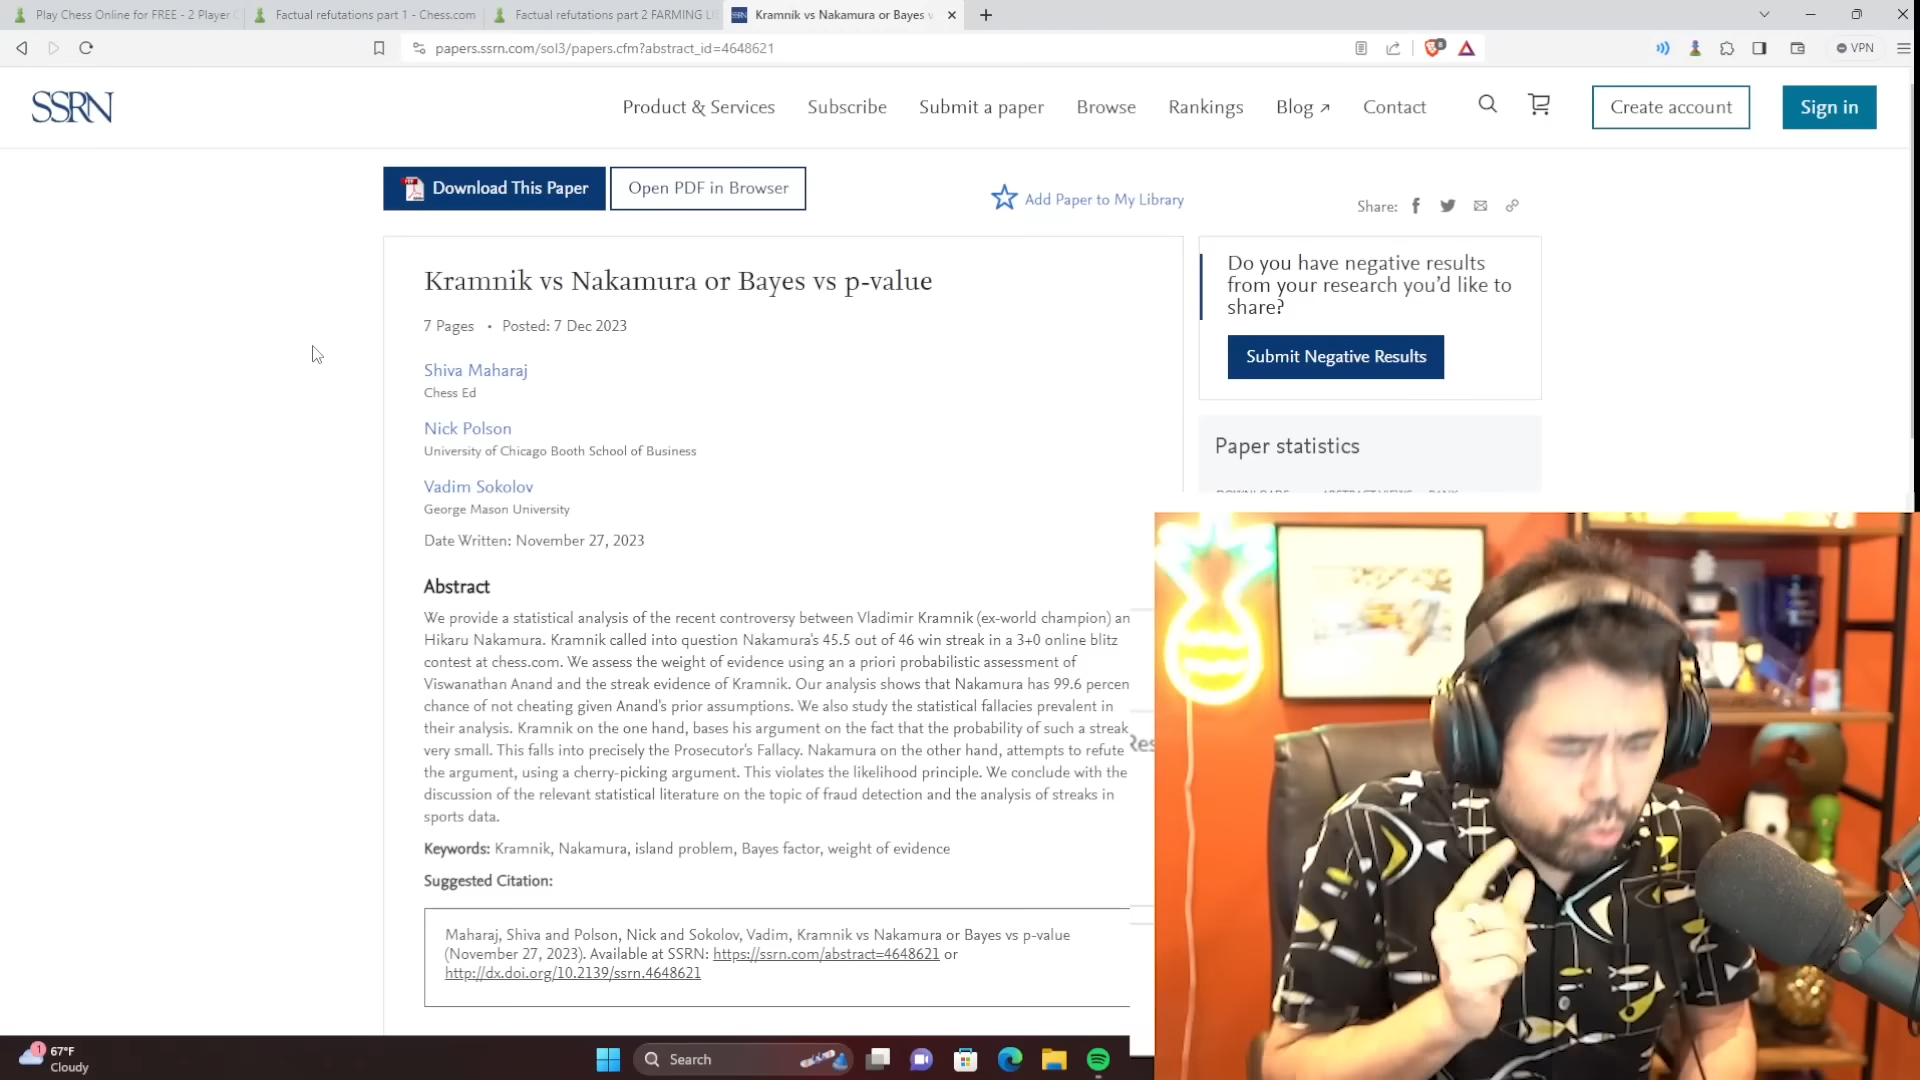 Play Chess Online for FREE - 2 Player
Factual refutations part 1 - Chess.com
Factual refutations part 2 FARMING
Kramnik vs Nakamura or Bayes
papers.ssrn.com/sol3/papers.cfm?abstract_id=4648621
VPN
SSRN
Product & Services
Subscribe
Submit a paper
Browse
Rankings
Blog ↗
Contact
Create account
Sign in
Download This Paper
Open PDF in Browser
Add Paper to My Library
Share:
Kramnik vs Nakamura or Bayes vs p-value
7 Pages • Posted: 7 Dec 2023
Shiva Maharaj
Chess Ed
Nick Polson
University of Chicago Booth School of Business
Vadim Sokolov
George Mason University
Date Written: November 27, 2023
Abstract
We provide a statistical analysis of the recent controversy between Vladimir Kramnik (ex-world champion) an
Hikaru Nakamura. Kramnik called into question Nakamura's 45.5 out of 46 win streak in a 3+0 online blitz
contest at chess.com. We assess the weight of evidence using an a priori probabilistic assessment of
Viswanathan Anand and the streak evidence of Kramnik. Our analysis shows that Nakamura has 99.6 percen
chance of not cheating given Anand's prior assumptions. We also study the statistical fallacies prevalent in
their analysis. Kramnik on the one hand, bases his argument on the fact that the probability of such a streak
very small. This falls into precisely the Prosecutor's Fallacy. Nakamura on the other hand, attempts to refute
the argument, using a cherry-picking argument. This violates the likelihood principle. We conclude with the
discussion of the relevant statistical literature on the topic of fraud detection and the analysis of streaks in
sports data.
Keywords: Kramnik, Nakamura, island problem, Bayes factor, weight of evidence
Suggested Citation:
Maharaj, Shiva and Polson, Nick and Sokolov, Vadim, Kramnik vs Nakamura or Bayes vs p-value
(November 27, 2023). Available at SSRN: https://ssrn.com/abstract=4648621 or
http://dx.doi.org/10.2139/ssrn.4648621
Do you have negative results
from your research you'd like to
share?
Submit Negative Results
Paper statistics
Res
1
67°F
Cloudy
Search